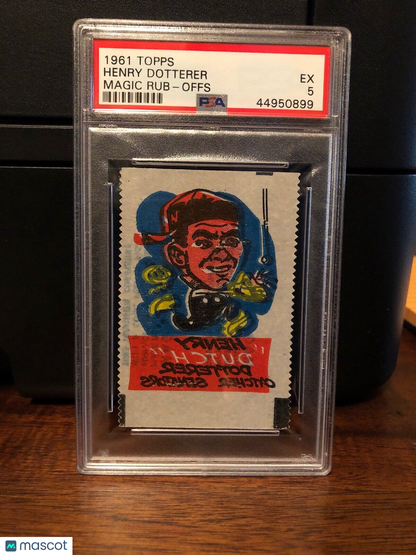 1961 TOPPS
HENRY DOTTERER
MAGIC RUB-OFFS
EX
5
PSA
44950899
HENRY
"DUTCH"
DOTTERER
CATCHER SENATORS
mascot